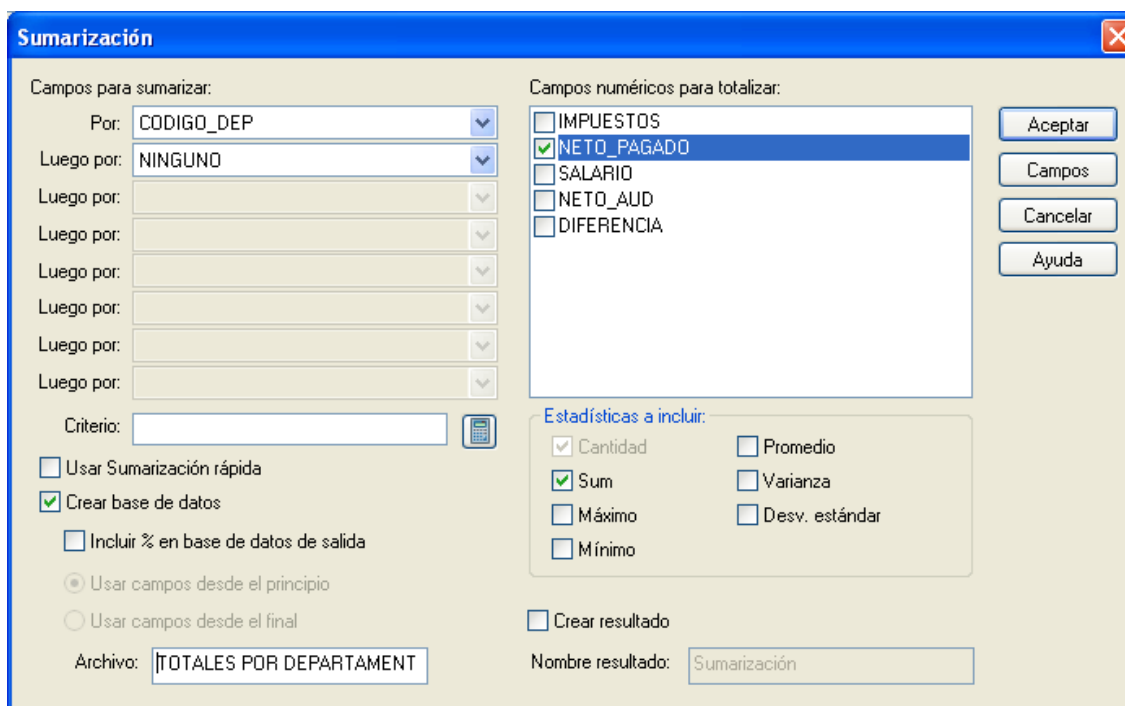 Sumarización
Campos para sumarizar:
Por: CODIGO_DEP
Luego por: NINGUNO
Luego por:
Luego por:
Luego por:
Luego por:
Luego por:
Luego por:
Criterio:
Usar Sumarización rápida
Crear base de datos
Incluir % en base de datos de salida
Usar campos desde el principio
Usar campos desde el final
Archivo: TOTALES POR DEPARTAMENT
Campos numéricos para totalizar:
IMPUESTOS
NETO_PAGADO
SALARIO
NETO_AUD
DIFERENCIA
Estadísticas a incluir:
Cantidad
Promedio
Sum
Varianza
Máximo
Desv. estándar
Mínimo
Crear resultado
Nombre resultado: Sumarización
Aceptar
Campos
Cancelar
Ayuda